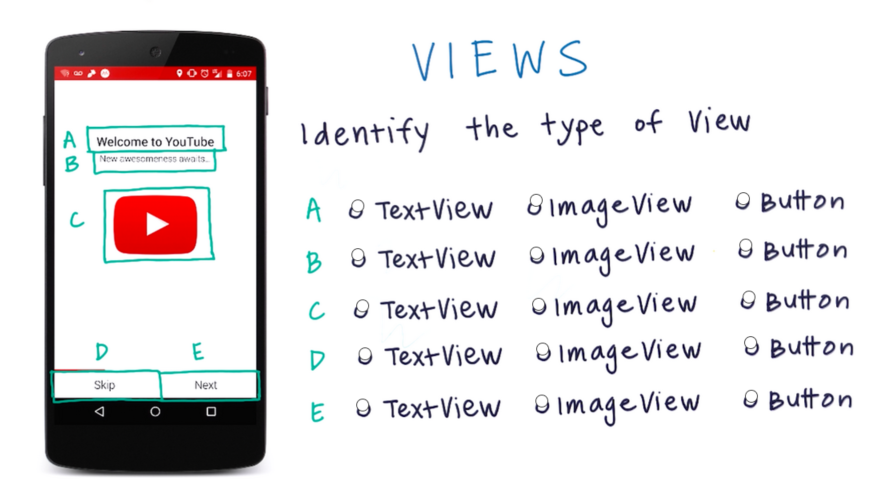 VIEWS
Identify the type of View
6:07
A Welcome to YouTube
B New awesomeness awaits..
C
D E
Skip Next
A TextView ImageView Button
B TextView ImageView Button
C TextView ImageView Button
D TextView ImageView Button
E TextView ImageView Button